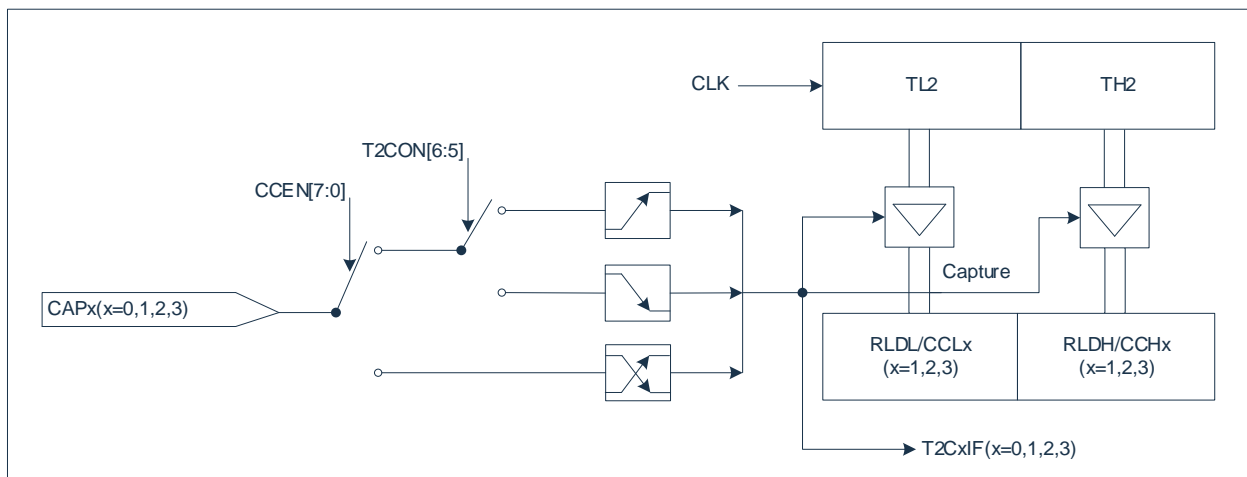 CLK
TL2
TH2
T2CON[6:5]
CCEN[7:0]
Capture
CAPx(x=0,1,2,3)
RLDL/CCLx
(x=1,2,3)
RLDH/CCHx
(x=1,2,3)
T2CxIF(x=0,1,2,3)